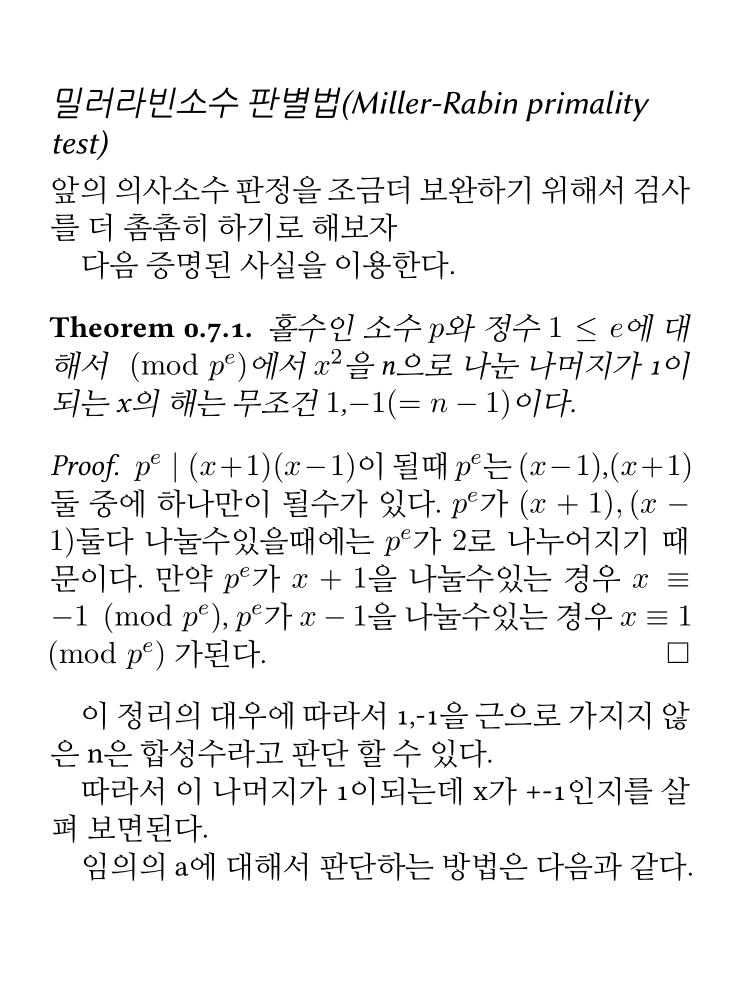 밀러라빈소수 판별법(Miller-Rabin primality
test)
앞의 의사소수 판정을 조금더 보완하기 위해서 검사
를 더 촘촘히 하기로 해보자
다음 증명된 사실을 이용한다.
Theorem 0.7.1. 홀수인 소수 p와 정수 1 ≤ e에 대
해서 (mod p^e)에서 x^2을 n으로 나눈 나머지가 1이
되는 x의 해는 무조건 1,−1(= n − 1)이다.
Proof. p^e | (x+1)(x−1)이 될때 p^e는 (x−1),(x+1)
둘 중에 하나만이 될수가 있다. p^e가 (x + 1), (x −
1)둘다 나눌수있을때에는 p^e가 2로 나누어지기 때
문이다. 만약 p^e가 x + 1을 나눌수있는 경우 x ≡
−1 (mod p^e), p^e가 x − 1을 나눌수있는 경우 x ≡ 1
(mod p^e) 가된다. □
이 정리의 대우에 따라서 1,-1을 근으로 가지지 않
은 n은 합성수라고 판단 할 수 있다.
따라서 이 나머지가 1이되는데 x가 +-1인지를 살
펴 보면된다.
임의의 a에 대해서 판단하는 방법은 다음과 같다.